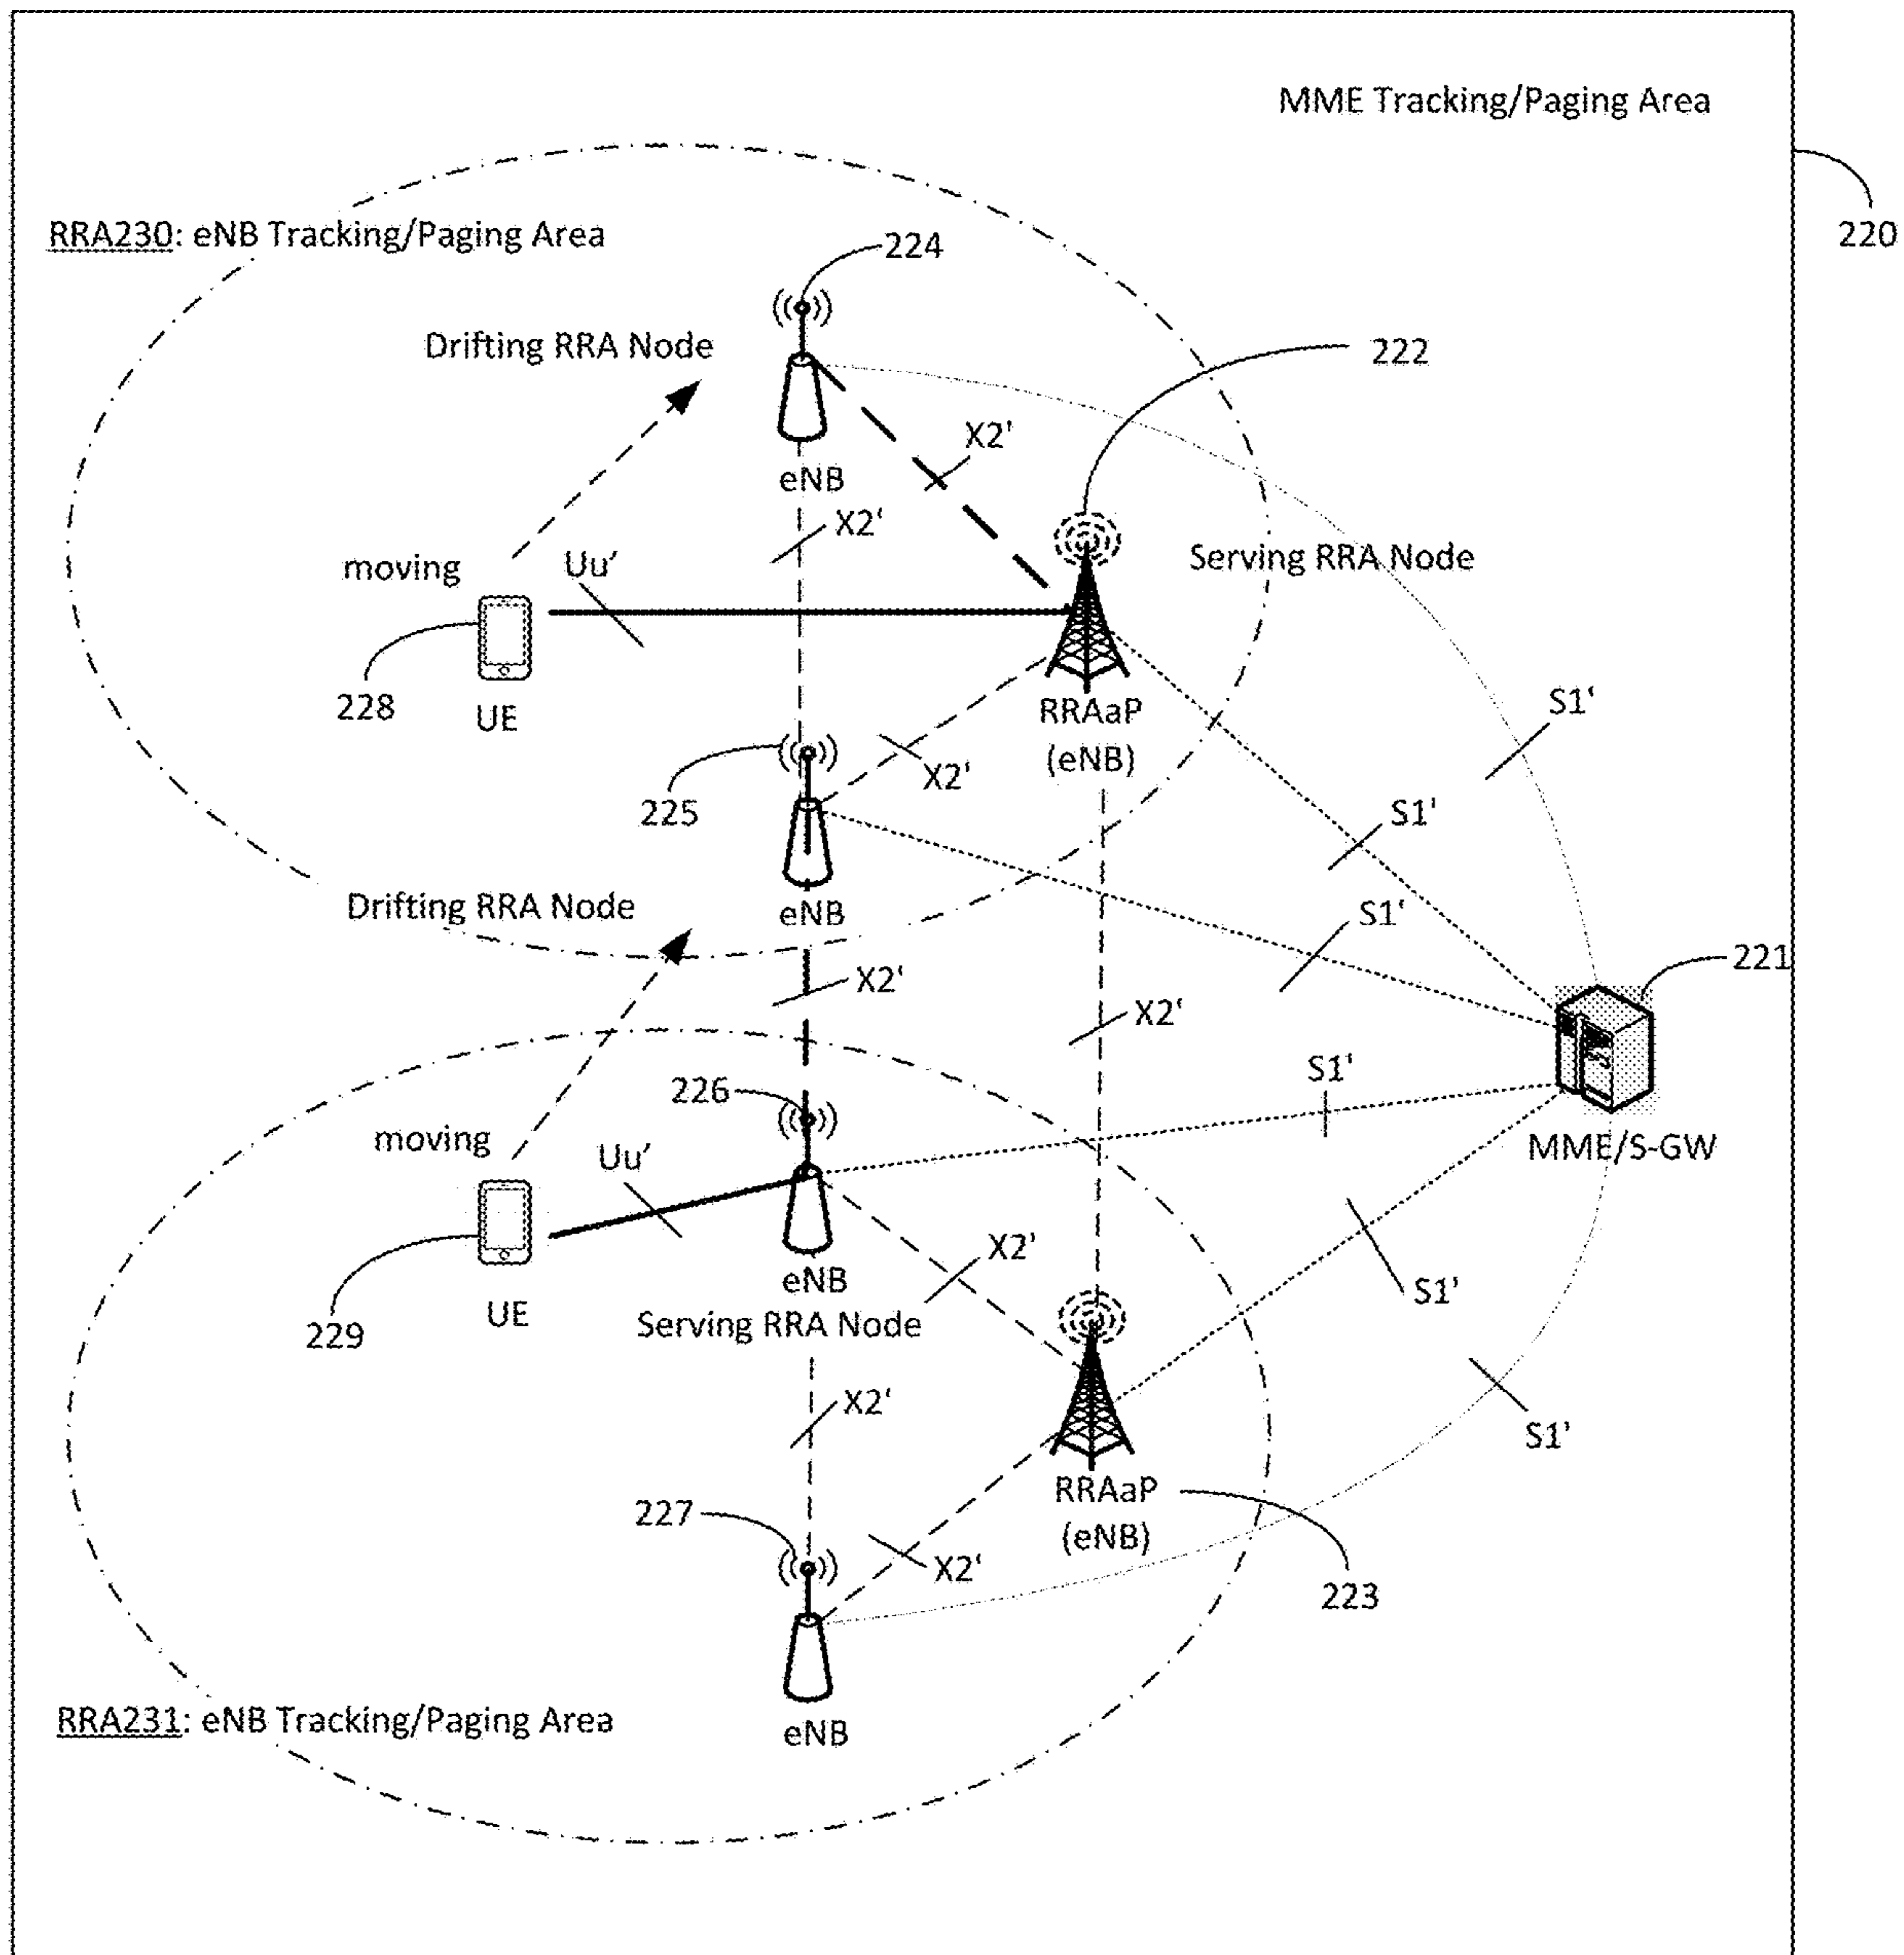 MME Tracking/Paging Area
220
RRA230: eNB Tracking/Paging Area
224
Drifting RRA Node
222
X2'
eNB
X2'
moving
Uu’
Serving RRA Node
228
UE
RRAaP
(eNB)
S1‘
X2'
225
S1'
Drifting RRA Node
eNB
S1'
221
X2'
X2'
S1'
226
moving
Uu’
MME/S-GW
X2'
eNB
S1'
UE
229
Serving RRA Node
X2‘
S1'
RRAaP
(eNB)
227
X2‘
223
RRA231: eNB Tracking/Paging Area
eNB